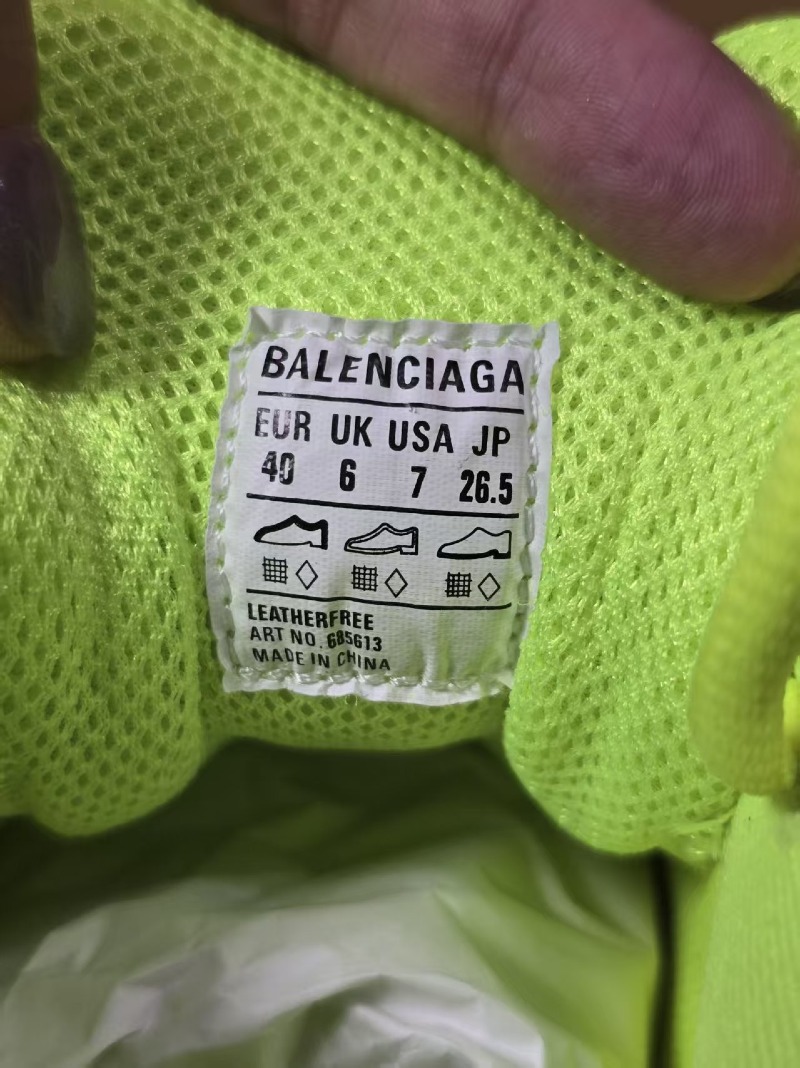 BALENCIAGA
EUR UK USA JP
40 6 7 26.5
LEATHERFREE
ART NO. 685613
MADE IN CHINA